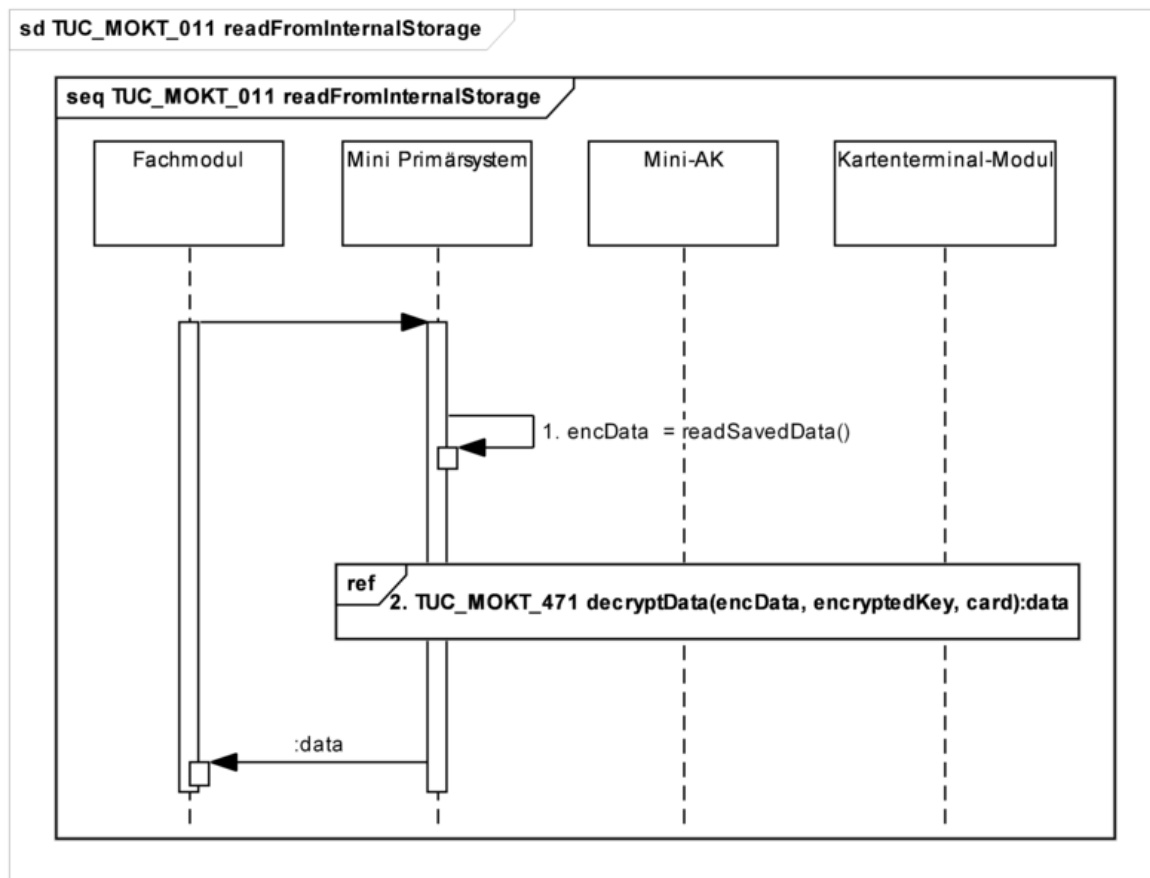 sd TUC_MOKT_011 readFromInternalStorage
seq TUC_MOKT_011 readFromInternalStorage
Fachmodul
Mini Primärsystem
Mini-AK
Kartenterminal-Modul
1. encData = readSavedData()
ref
2. TUC_MOKT_471 decryptData(encData, encryptedKey, card):data
:data